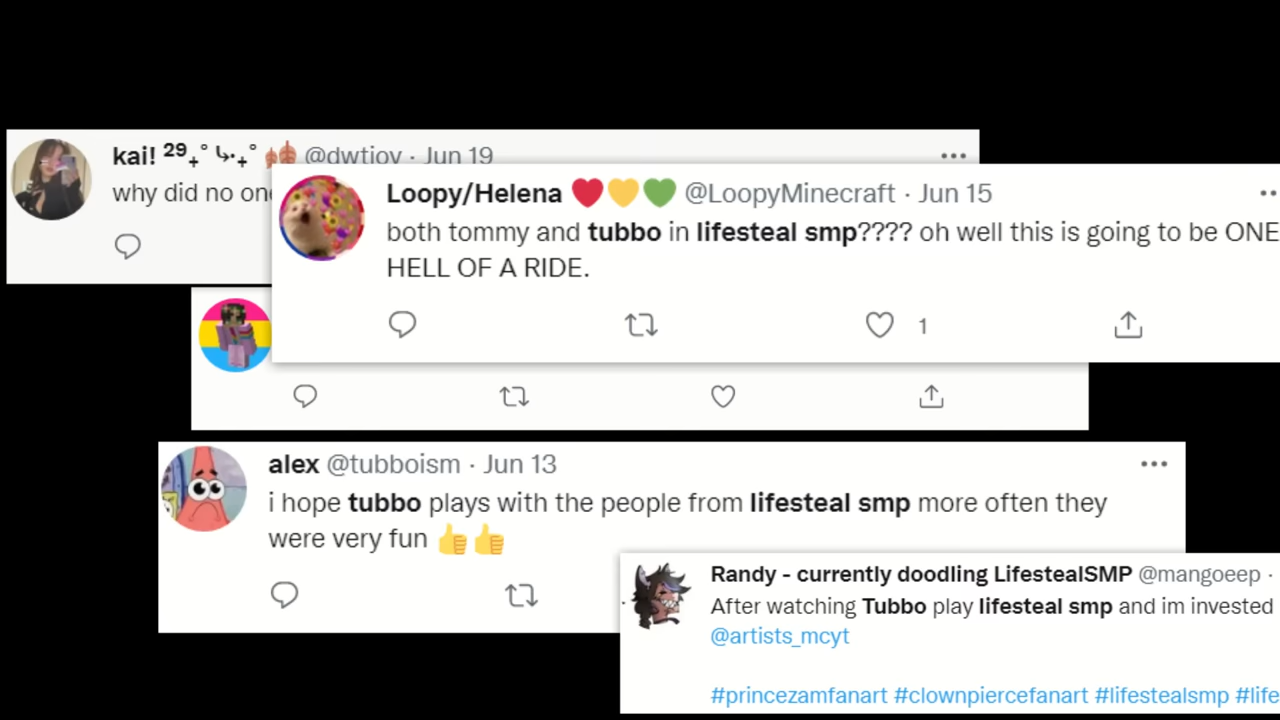 kai! ²⁹₊˚ ⤷·₊˚ 🫁 @dwtiov · Jun 19
why did no one
Loopy/Helena ❤️💛💚 @LoopyMinecraft · Jun 15
both tommy and tubbo in lifesteal smp???? oh well this is going to be ONE
HELL OF A RIDE.
1
alex @tubboism · Jun 13
i hope tubbo plays with the people from lifesteal smp more often they
were very fun 👍👍
Randy - currently doodling LifestealSMP @mangoeep ·
After watching Tubbo play lifesteal smp and im invested
@artists_mcyt
#princezamfanart #clownpiercefanart #lifestealsmp #life